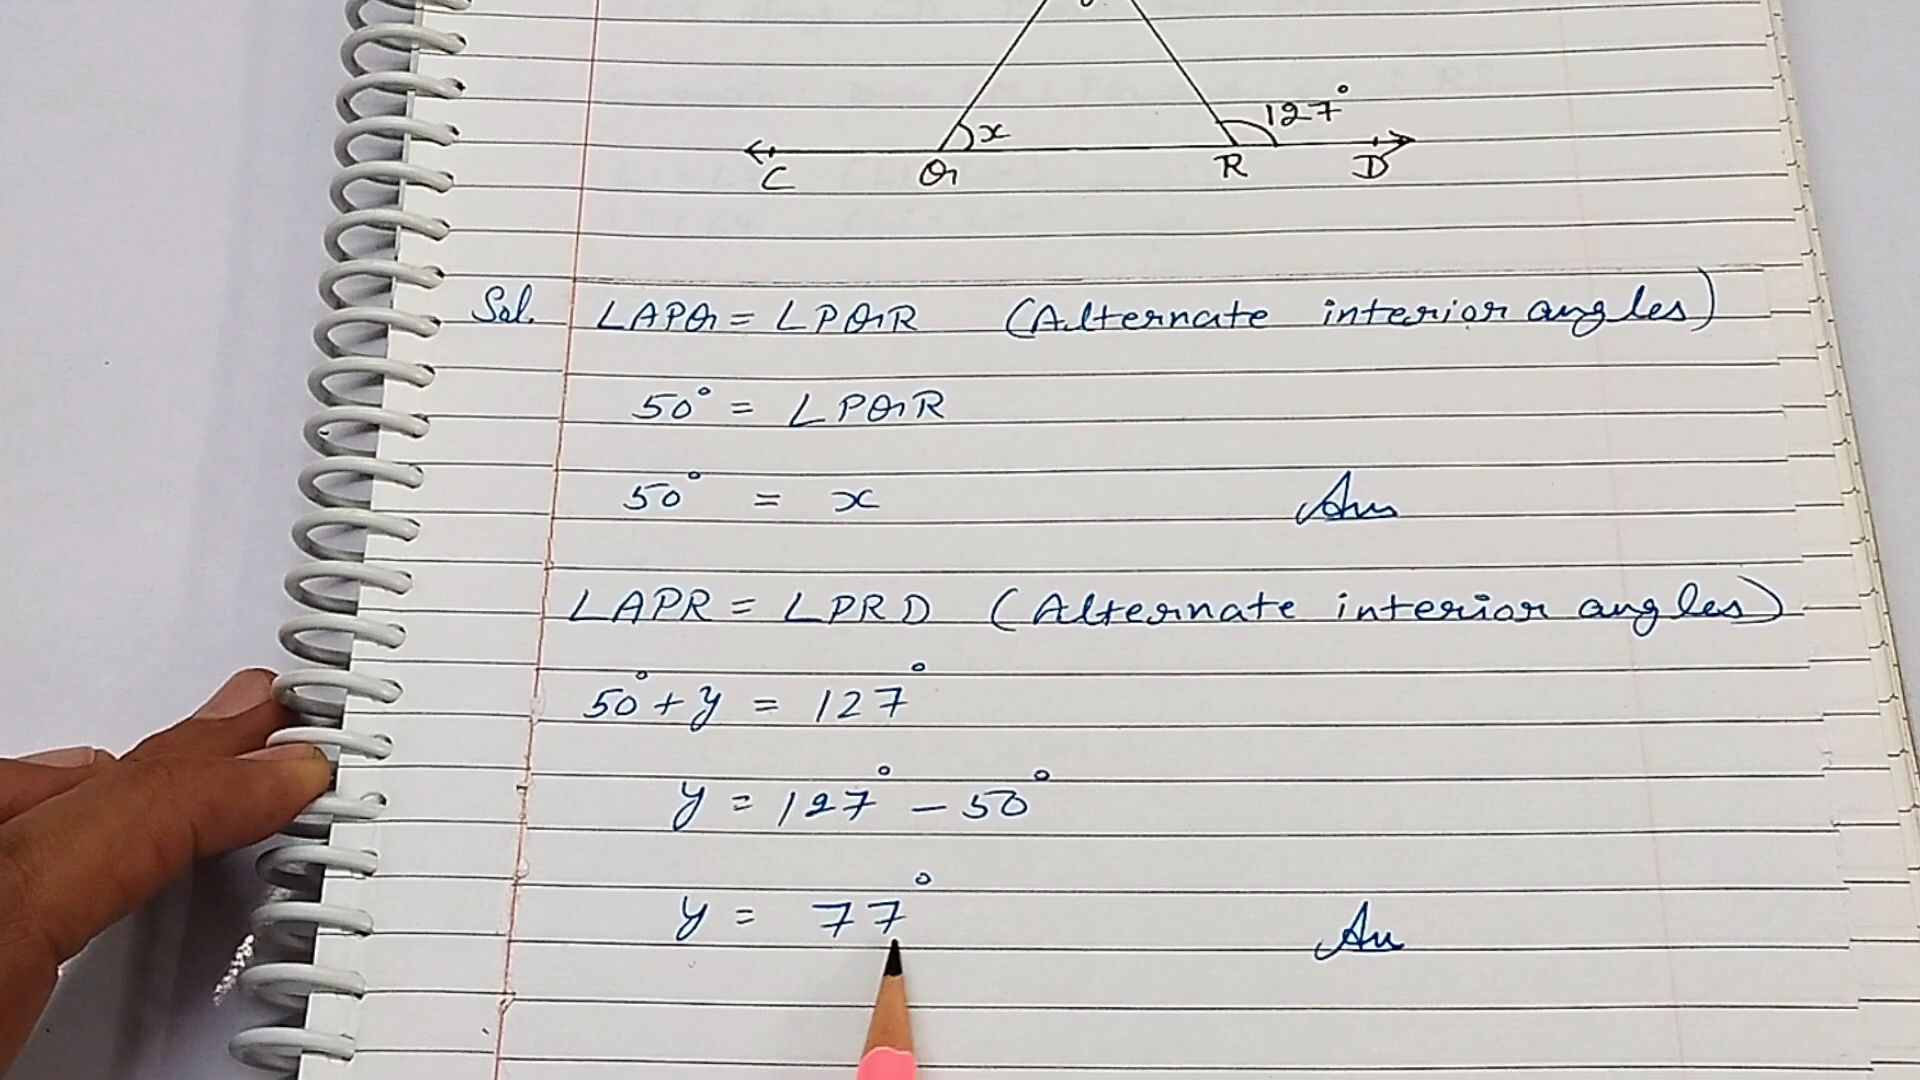 y
127°
x
C Q R D
Sol. ∠APQ = ∠PQR (Alternate interior angles)
50° = ∠PQR
50° = x Ans
∠APR = ∠PRD (Alternate interior angles)
50° + y = 127°
y = 127° - 50°
y = 77° An